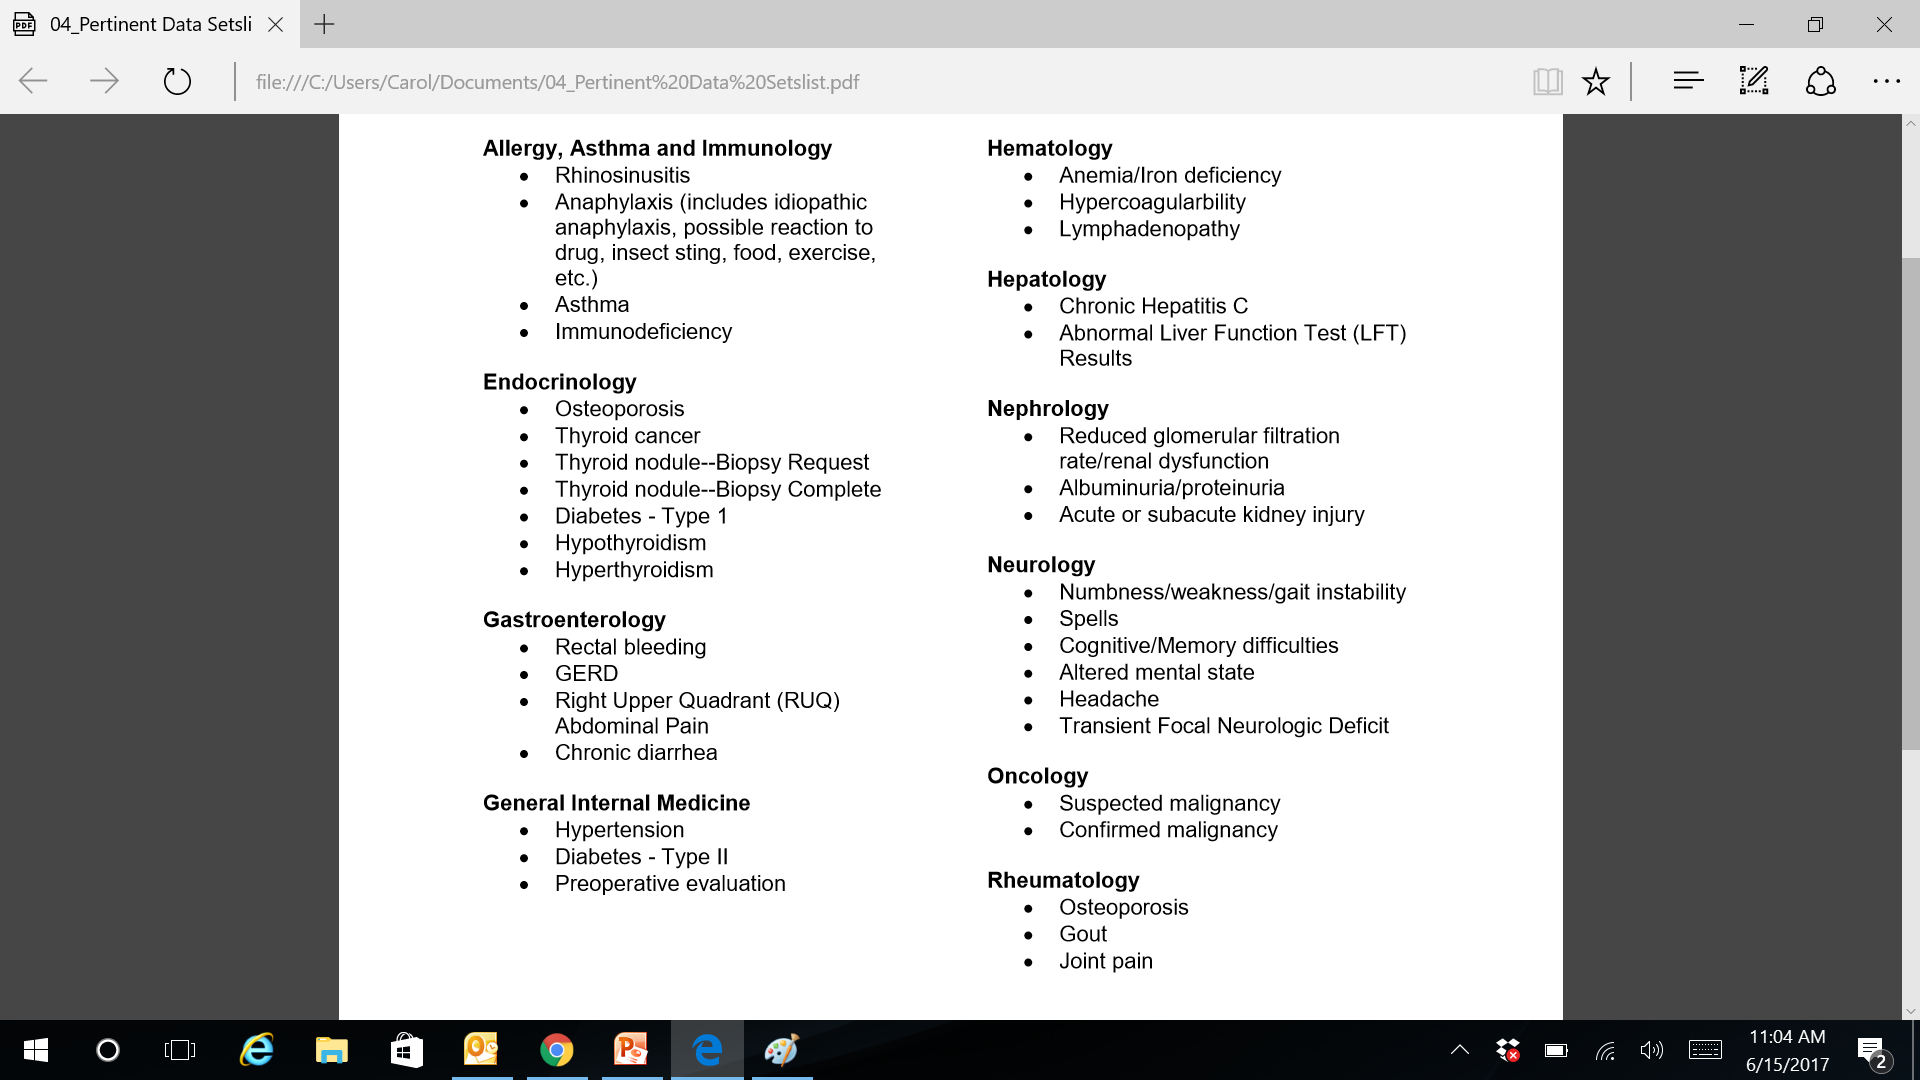 04_Pertinent Data Setsli
file:///C:/Users/Carol/Documents/04_Pertinent%20Data%20Setslist.pdf
Allergy, Asthma and Immunology
• Rhinosinusitis
• Anaphylaxis (includes idiopathic
anaphylaxis, possible reaction to
drug, insect sting, food, exercise,
etc.)
• Asthma
• Immunodeficiency
Endocrinology
• Osteoporosis
• Thyroid cancer
• Thyroid nodule--Biopsy Request
• Thyroid nodule--Biopsy Complete
• Diabetes - Type 1
• Hypothyroidism
• Hyperthyroidism
Gastroenterology
• Rectal bleeding
• GERD
• Right Upper Quadrant (RUQ)
Abdominal Pain
• Chronic diarrhea
General Internal Medicine
• Hypertension
• Diabetes - Type II
• Preoperative evaluation
Hematology
• Anemia/Iron deficiency
• Hypercoagularbility
• Lymphadenopathy
Hepatology
• Chronic Hepatitis C
• Abnormal Liver Function Test (LFT)
Results
Nephrology
• Reduced glomerular filtration
rate/renal dysfunction
• Albuminuria/proteinuria
• Acute or subacute kidney injury
Neurology
• Numbness/weakness/gait instability
• Spells
• Cognitive/Memory difficulties
• Altered mental state
• Headache
• Transient Focal Neurologic Deficit
Oncology
• Suspected malignancy
• Confirmed malignancy
Rheumatology
• Osteoporosis
• Gout
• Joint pain
11:04 AM
6/15/2017
2